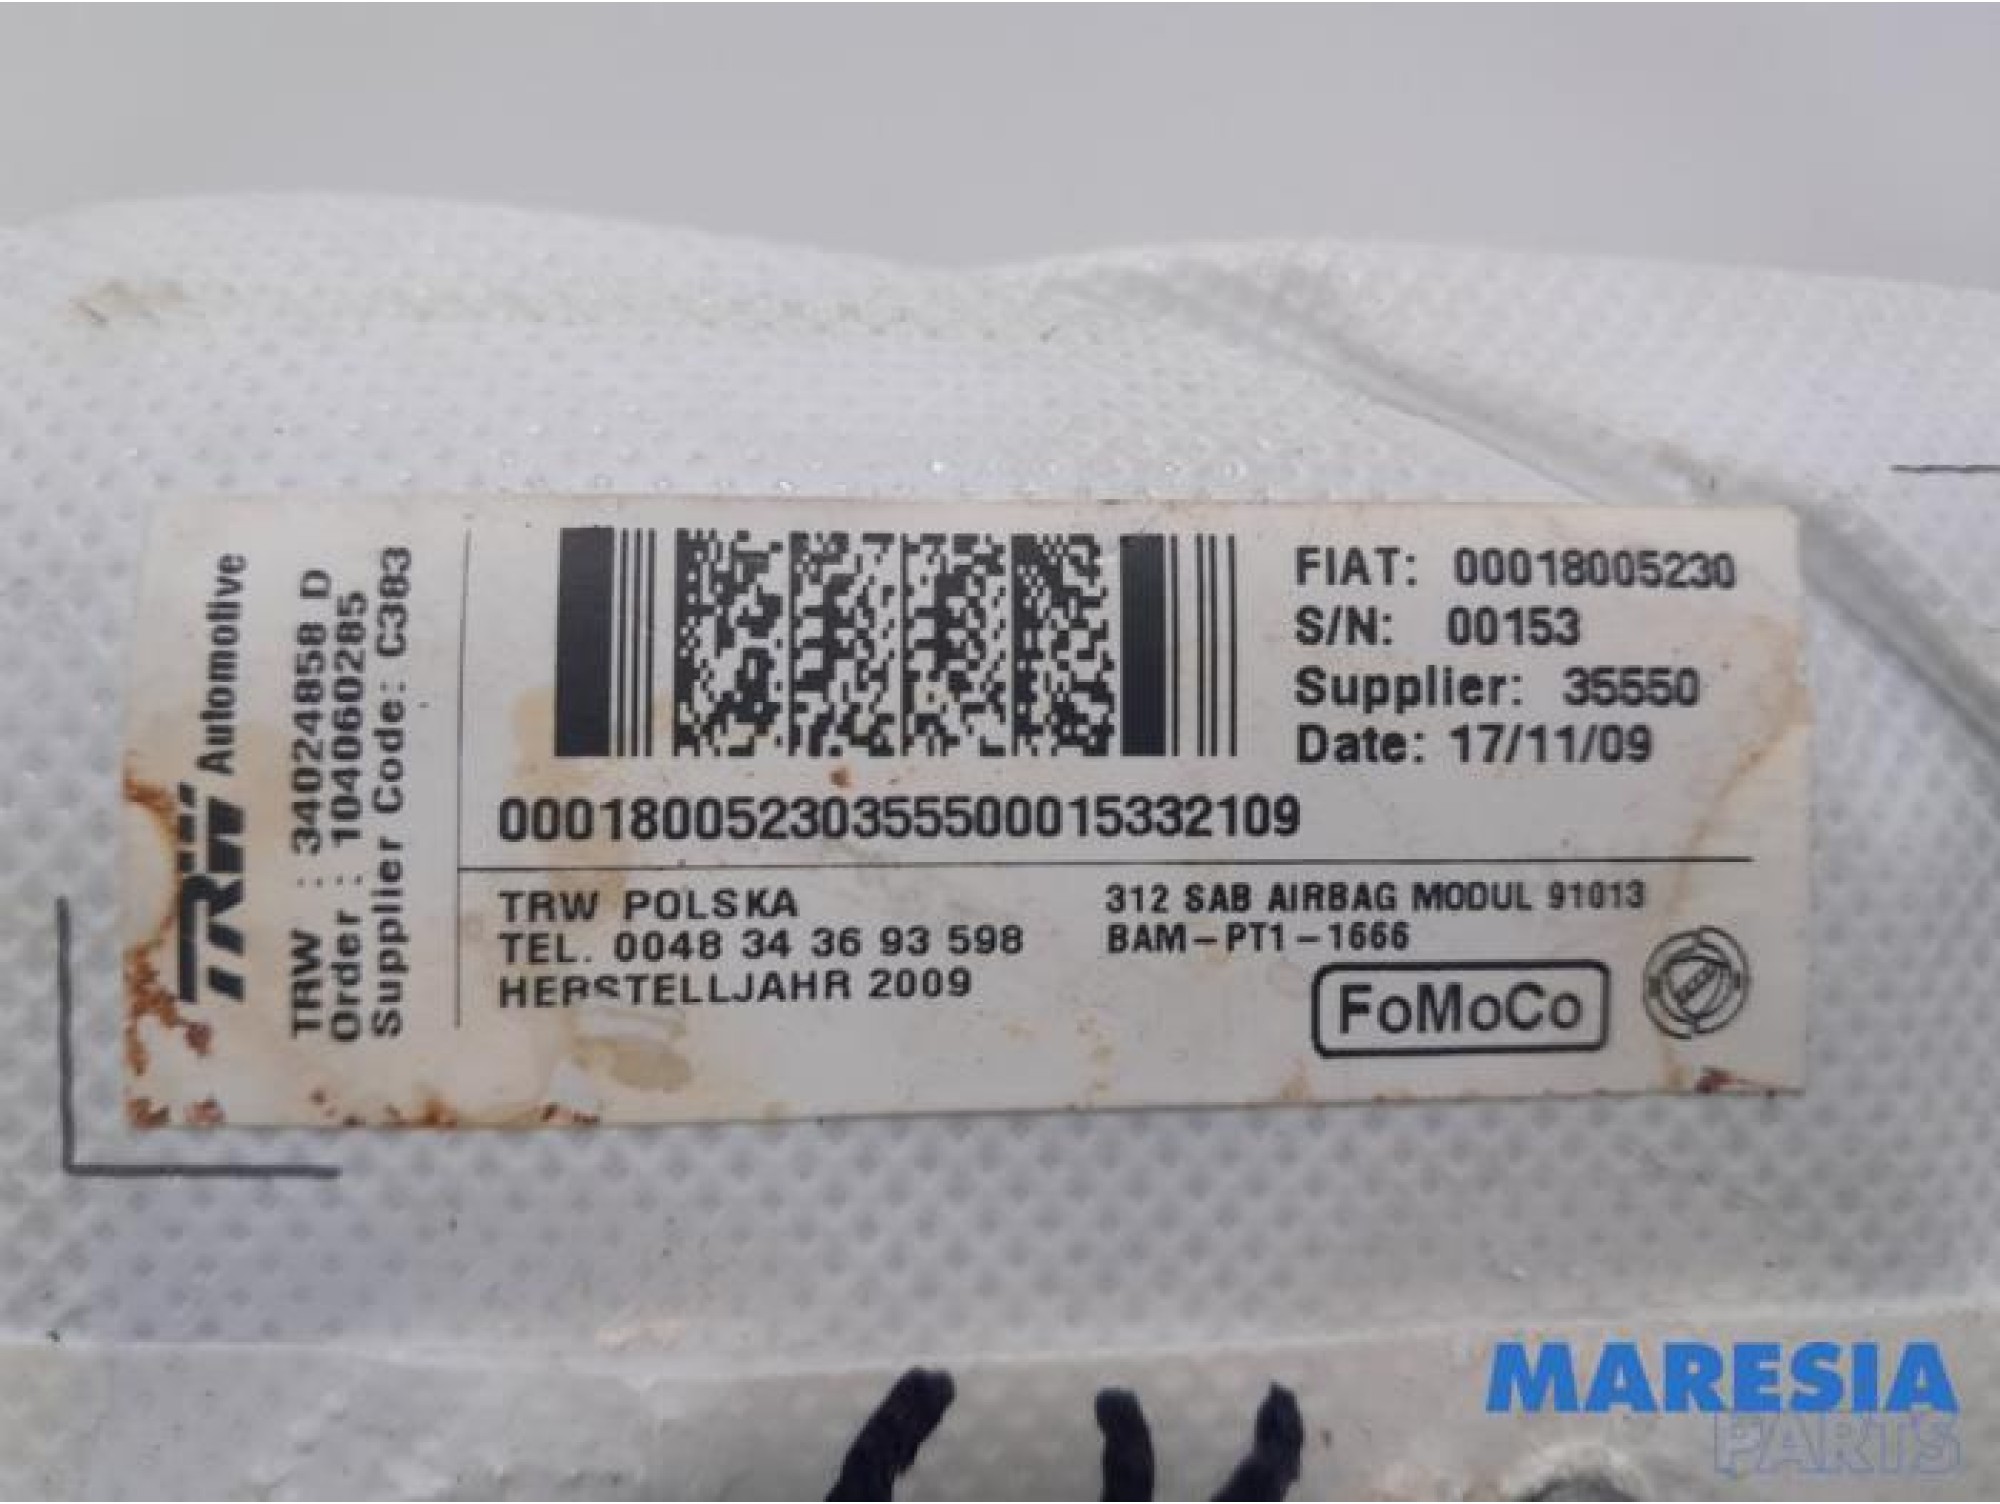 TRW Automotive
TRW : 34024858 D
Order : 104060285
Supplier Code: C383
FIAT: 00018005230
S/N: 00153
Supplier: 35550
Date: 17/11/09
00018005230355500015332109
TRW POLSKA
TEL. 0048 34 36 93 598
HERSTELLJAHR 2009
312 SAB AIRBAG MODUL 91013
BAM-PT1-1666
FoMoCo
MARESIA
PARTS